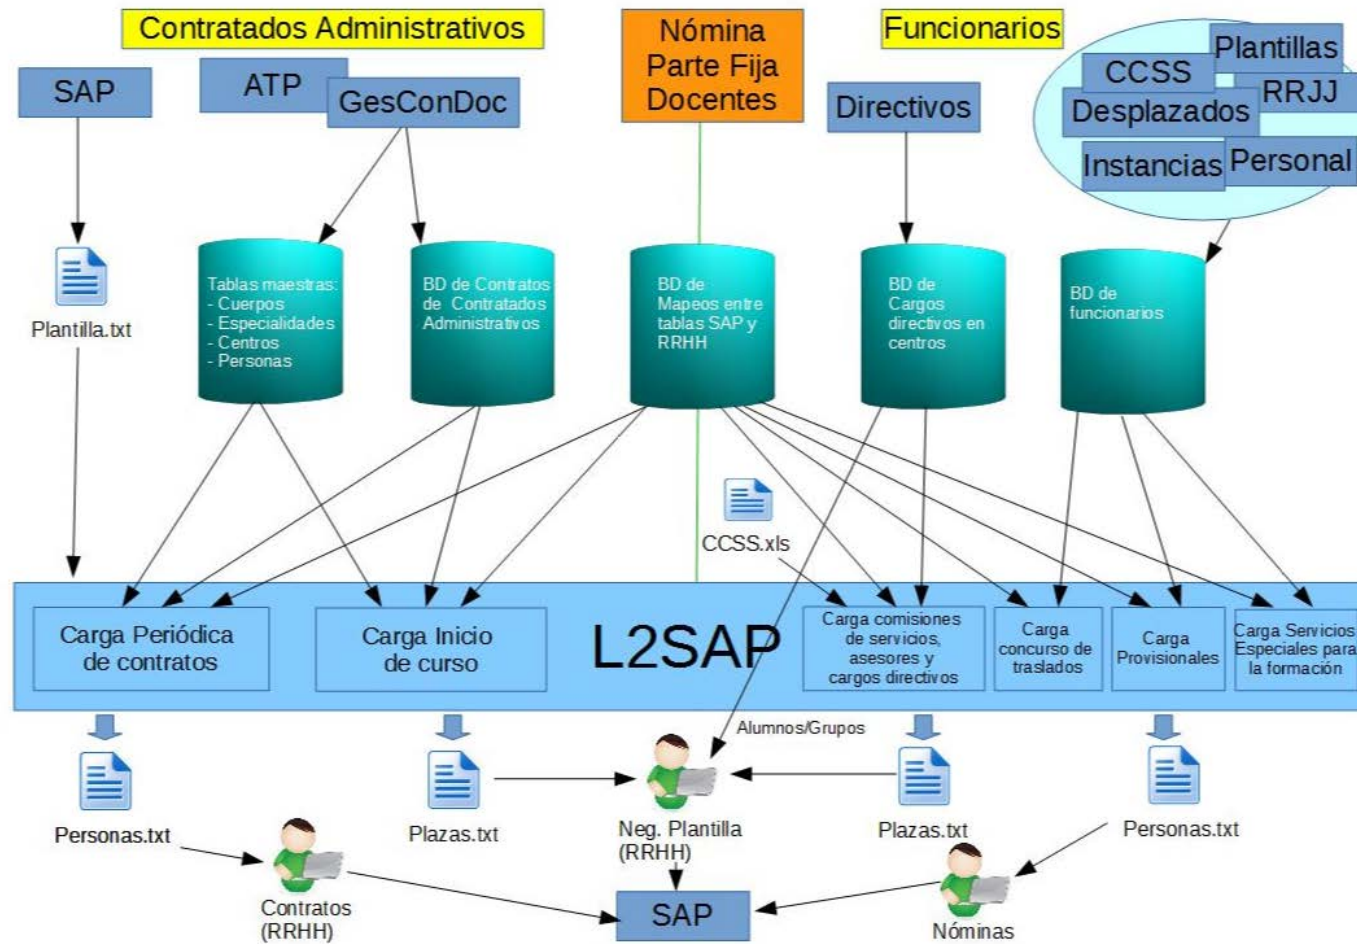 Contratados Administrativos
Nómina
Parte Fija
Docentes
Funcionarios
SAP
ATP
GesConDoc
Directivos
Plantillas
CCSS
RRJJ
Desplazados
Instancias
Personal
Plantilla.txt
Tablas maestras:
- Cuerpos
- Especialidades
- Centros
- Personas
BD de Contratos
de Contratados
Administrativos
BD de
Mapeos entre
tablas SAP y
RRHH
BD de
Cargos
directivos en
centros
BD de
funcionarios
CCSS.xls
Carga Periódica
de contratos
Carga Inicio
de curso
L2SAP
Carga comisiones
de servicios,
asesores y
cargos directivos
Carga
concurso de
traslados
Carga
Provisionales
Carga Servicios
Especiales para
la formación
Alumnos/Grupos
Personas.txt
Plazas.txt
Neg. Plantilla
(RRHH)
Plazas.txt
Personas.txt
Contratos
(RRHH)
SAP
Nóminas